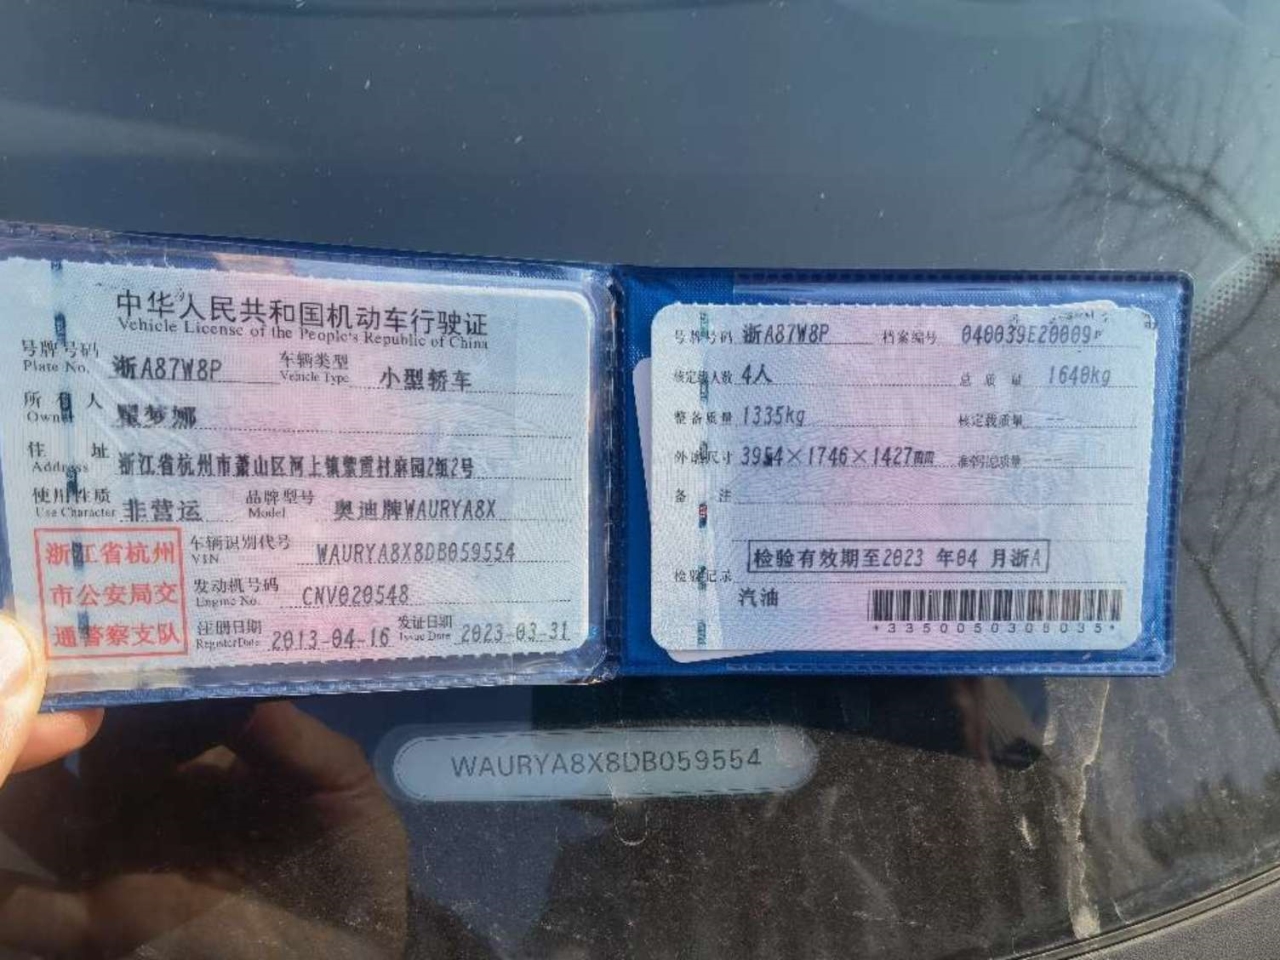 中华人民共和国机动车行驶证
Vehicle License of the People's Republic of China
号牌号码 浙A87W8P 车辆类型 小型轿车
Plate No. Vehicle Type
所有人 梦娜
Owner
住址 浙江省杭州市萧山区河上镇紫霞村麻园2组2号
Address
使用性质 非营运 品牌型号 奥迪牌WAURYA8X
Use Character Model
浙江省杭州
市公安局交
通警察支队
车辆识别代号 WAURYA8X8DB059554
VIN
发动机号码 CNV020548
Engine No.
注册日期 2013-04-16 发证日期 2023-03-31
Register Date Issue Date
号牌号码 浙A87W8P 档案编号 040039E20009
核定载人数 4人 总质量 1640kg
整备质量 1335kg 核定载质量 --
外廓尺寸 3954×1746×1427mm 准牵引总质量 --
备注
检验有效期至2023 年04 月浙A
检验记录
汽油
*3350050308035*
WAURYA8X8DB059554